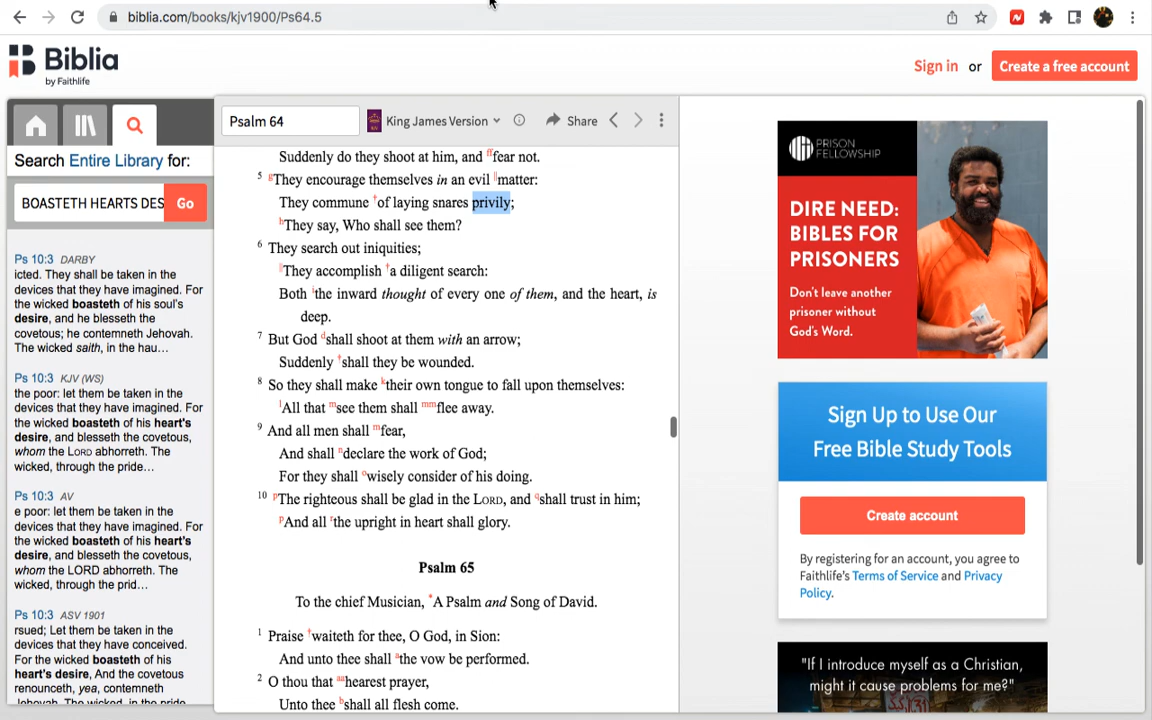 biblia.com/books/kjv1900/Ps64.5
Biblia
by Faithlife
Sign in or Create a free account
Search Entire Library for:
BOASTETH HEARTS DES Go
Ps 10:3 DARBY
icted. They shall be taken in the
devices that they have imagined. For
the wicked boasteth of his soul's
desire, and he blesseth the
covetous; he contemneth Jehovah.
The wicked saith, in the hau…
Ps 10:3 KJV (WS)
the poor: let them be taken in the
devices that they have imagined. For
the wicked boasteth of his heart's
desire, and blesseth the covetous,
whom the LORD abhorreth. The
wicked, through the pride…
Ps 10:3 AV
e poor: let them be taken in the
devices that they have imagined. For
the wicked boasteth of his heart's
desire, and blesseth the covetous,
whom the LORD abhorreth. The
wicked, through the prid…
Ps 10:3 ASV 1901
rsued; Let them be taken in the
devices that they have conceived.
For the wicked boasteth of his
heart's desire, And the covetous
renounceth, yea, contemneth
Jehovah. The wicked, in the pride
Psalm 64
King James Version
Share
Suddenly do they shoot at him, and ff fear not.
5 g They encourage themselves in an evil || matter:
They commune † of laying snares privily;
h They say, Who shall see them?
6 They search out iniquities;
|| They accomplish † a diligent search:
Both i the inward thought of every one of them, and the heart, is
deep.
7 But God d shall shoot at them with an arrow;
Suddenly † shall they be wounded.
8 So they shall make k their own tongue to fall upon themselves:
l All that m see them shall mm flee away.
9 And all men shall m fear,
And shall n declare the work of God;
For they shall o wisely consider of his doing.
10 p The righteous shall be glad in the LORD, and q shall trust in him;
p And all r the upright in heart shall glory.
Psalm 65
To the chief Musician, * A Psalm and Song of David.
1 Praise † waiteth for thee, O God, in Sion:
And unto thee shall a the vow be performed.
2 O thou that aa hearest prayer,
Unto thee b shall all flesh come.
PRISON
FELLOWSHIP
DIRE NEED:
BIBLES FOR
PRISONERS
Don't leave another
prisoner without
God's Word.
Sign Up to Use Our
Free Bible Study Tools
Create account
By registering for an account, you agree to
Faithlife's Terms of Service and Privacy
Policy.
"If I introduce myself as a Christian,
might it cause problems for me?"